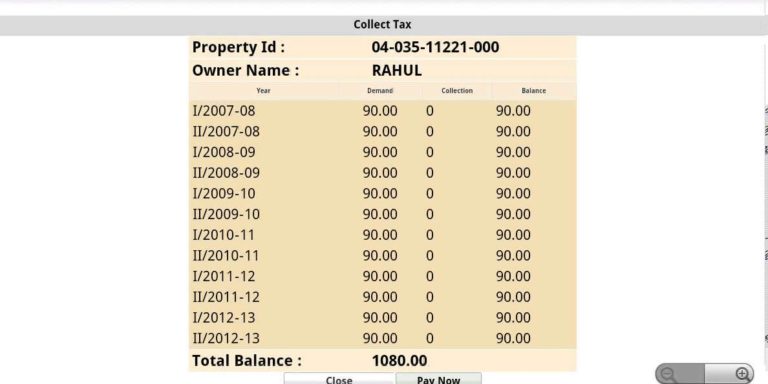 Collect Tax
Property Id : 04-035-11221-000
Owner Name : RAHUL
Year Demand Collection Balance
I/2007-08 90.00 0 90.00
II/2007-08 90.00 0 90.00
I/2008-09 90.00 0 90.00
II/2008-09 90.00 0 90.00
I/2009-10 90.00 0 90.00
II/2009-10 90.00 0 90.00
I/2010-11 90.00 0 90.00
II/2010-11 90.00 0 90.00
I/2011-12 90.00 0 90.00
II/2011-12 90.00 0 90.00
I/2012-13 90.00 0 90.00
II/2012-13 90.00 0 90.00
Total Balance : 1080.00
Close Pay Now